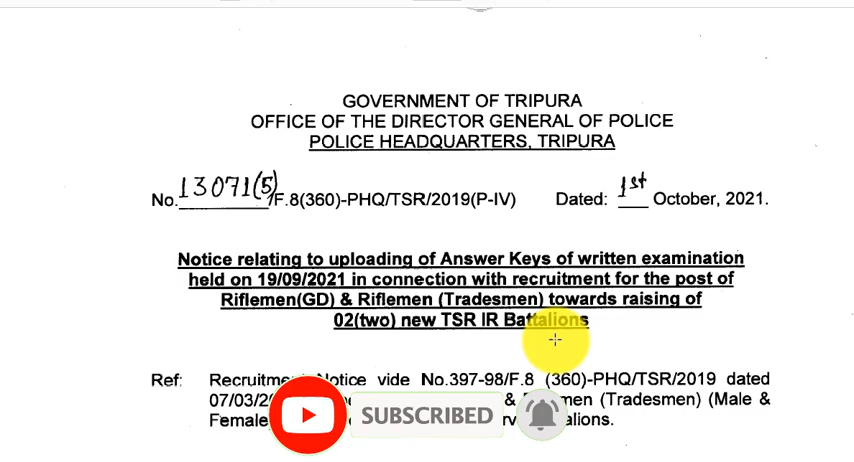 GOVERNMENT OF TRIPURA
OFFICE OF THE DIRECTOR GENERAL OF POLICE
POLICE HEADQUARTERS, TRIPURA
No. 13071(5)/F.8(360)-PHQ/TSR/2019(P-IV) Dated: 1st October, 2021.
Notice relating to uploading of Answer Keys of written examination
held on 19/09/2021 in connection with recruitment for the post of
Riflemen(GD) & Riflemen (Tradesmen) towards raising of
02(two) new TSR IR Battalions
Ref: Recruitment Notice vide No.397-98/F.8 (360)-PHQ/TSR/2019 dated
07/03/ & (Tradesmen) (Male &
Female
SUBSCRIBED